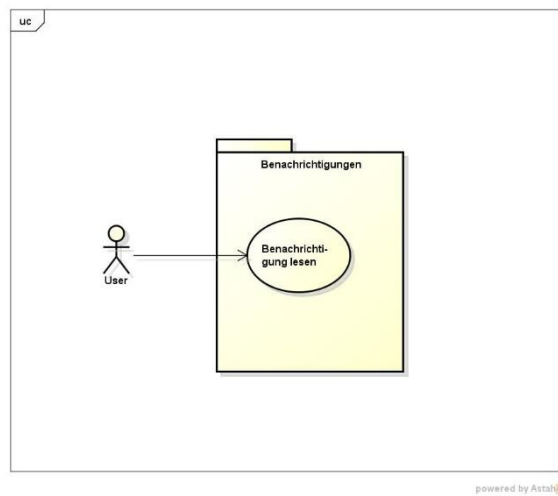 uc
Benachrichtigungen
Benachrichti-
gung lesen
User
powered by Astah